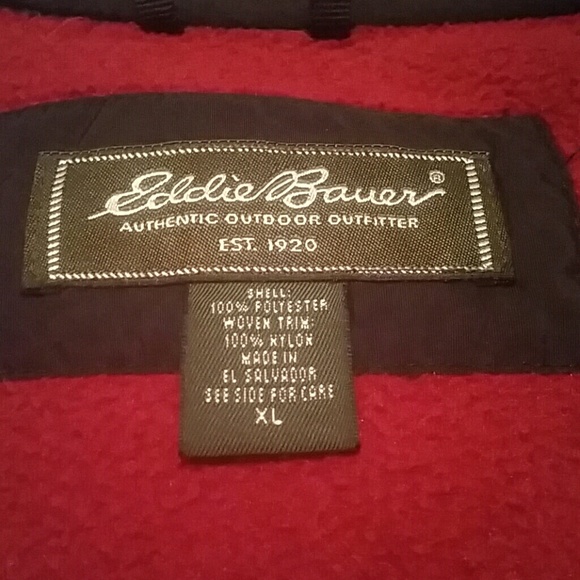 Eddie Bauer®
AUTHENTIC OUTDOOR OUTFITTER
EST. 1920
SHELL:
100% POLYESTER
WOVEN TRIM:
100% NYLON
MADE IN
EL SALVADOR
SEE SIDE FOR CARE
XL